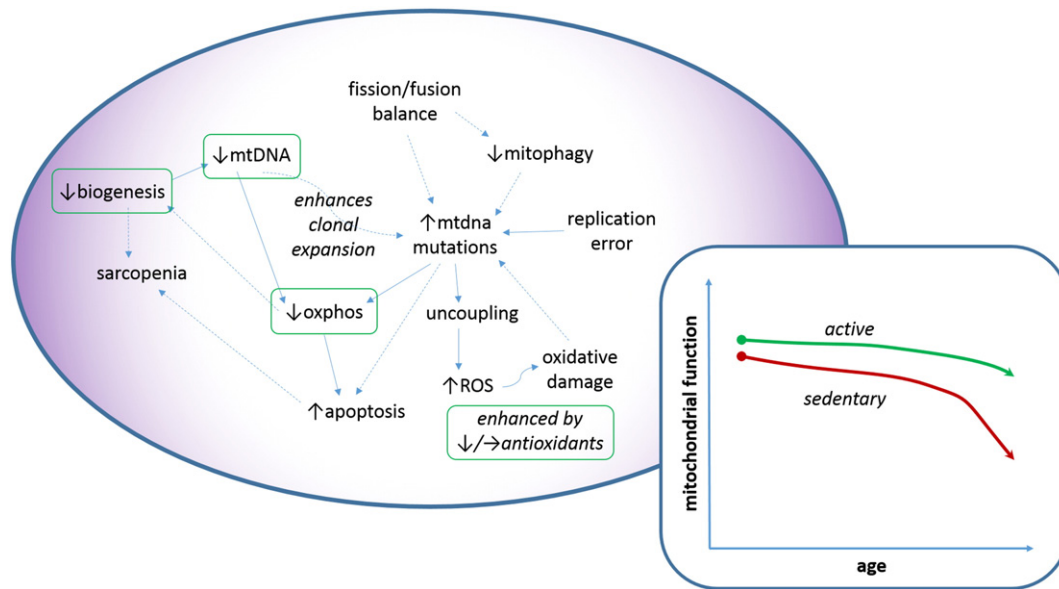 fission/fusion
balance
↓mtDNA
↓mitophagy
↓biogenesis
enhances
clonal
expansion
↑mtdna
mutations
replication
error
sarcopenia
↓oxphos
uncoupling
oxidative
damage
↑ROS
↑apoptosis
enhanced by
↓/→antioxidants
mitochondrial function
active
sedentary
age